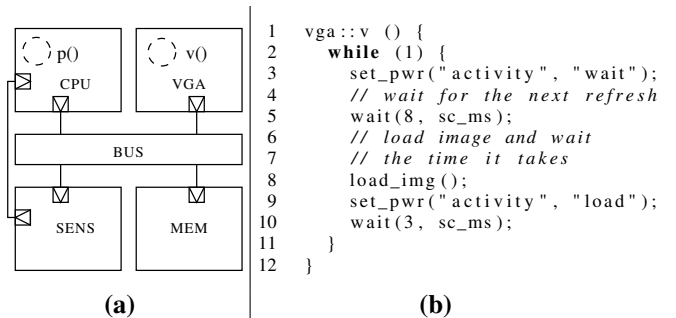 p()
v()
CPU
VGA
BUS
SENS
MEM
(a)
1 vga::v () {
2 while (1) {
3 set_pwr("activity", "wait");
4 // wait for the next refresh
5 wait(8, sc_ms);
6 // load image and wait
7 // the time it takes
8 load_img();
9 set_pwr("activity", "load");
10 wait(3, sc_ms);
11 }
12 }
(b)